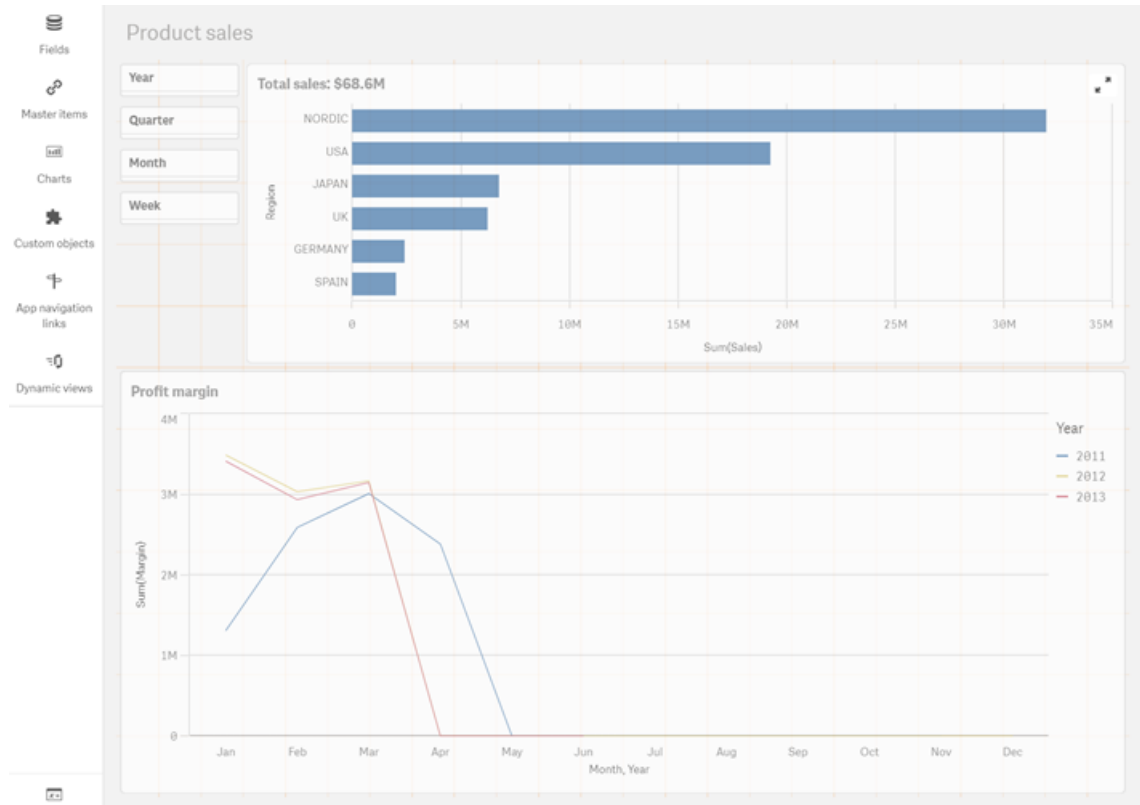 Fields
Master items
Charts
Custom objects
App navigation
links
Dynamic views
Product sales
Year
Quarter
Month
Week
Total sales: $68.6M
Region
NORDIC
USA
JAPAN
UK
GERMANY
SPAIN
0 5M 10M 15M 20M 25M 30M 35M
Sum(Sales)
Profit margin
Sum(Margin)
4M
3M
2M
1M
0
Jan Feb Mar Apr May Jun Jul Aug Sep Oct Nov Dec
Month, Year
Year
2011
2012
2013